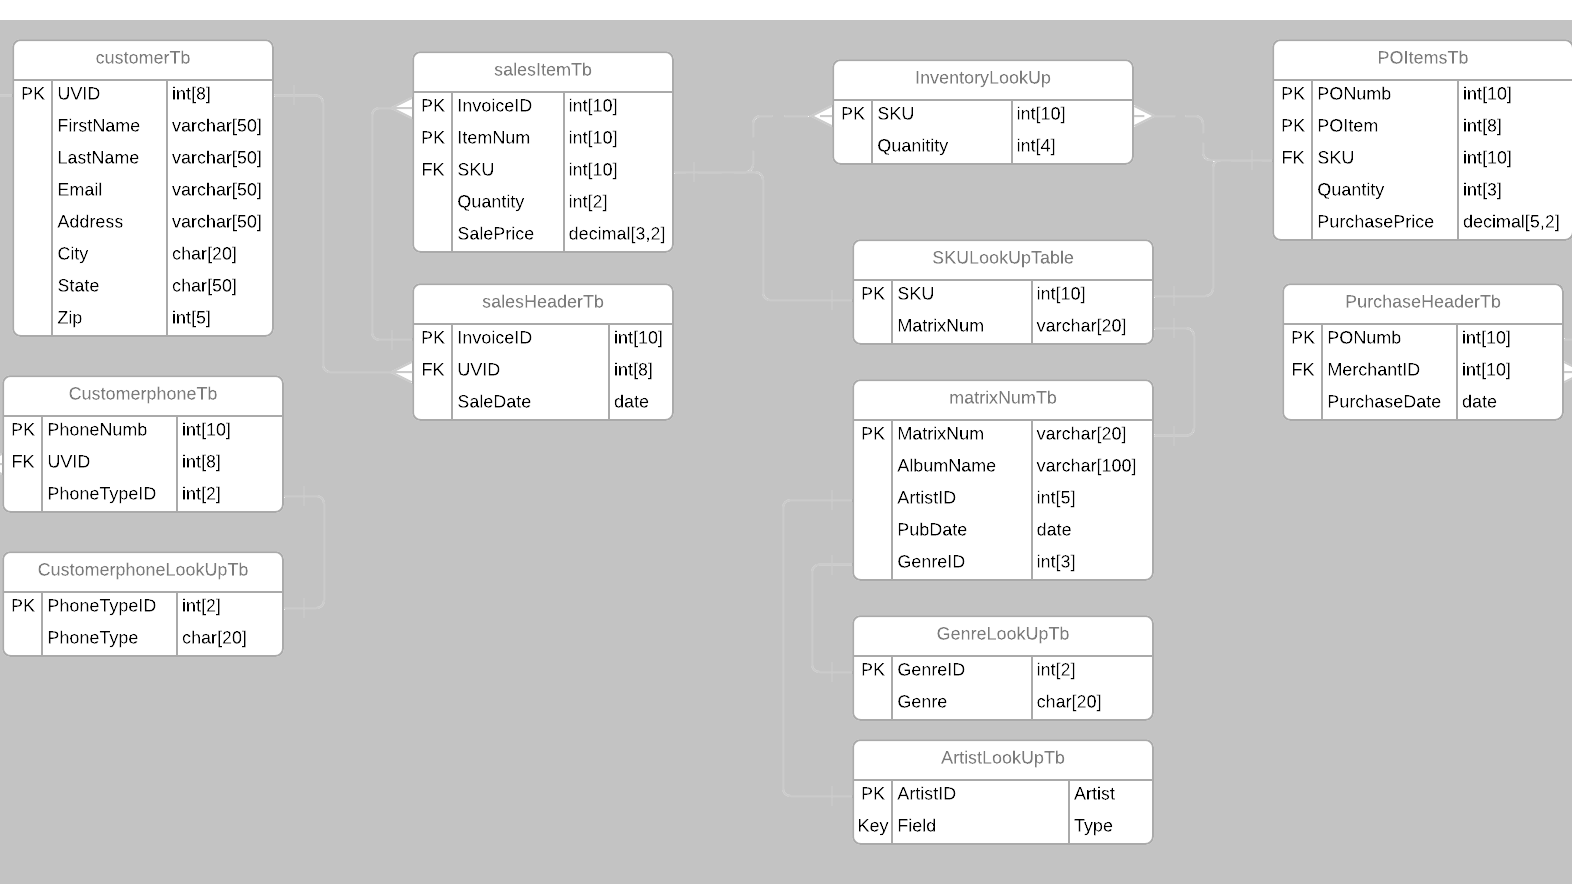 customerTb
PK UVID int[8]
FirstName varchar[50]
LastName varchar[50]
Email varchar[50]
Address varchar[50]
City char[20]
State char[50]
Zip int[5]
CustomerphoneTb
PK PhoneNumb int[10]
FK UVID int[8]
PhoneTypeID int[2]
CustomerphoneLookUpTb
PK PhoneTypeID int[2]
PhoneType char[20]
salesItemTb
PK InvoiceID int[10]
PK ItemNum int[10]
FK SKU int[10]
Quantity int[2]
SalePrice decimal[3,2]
salesHeaderTb
PK InvoiceID int[10]
FK UVID int[8]
SaleDate date
InventoryLookUp
PK SKU int[10]
Quanitity int[4]
SKULookUpTable
PK SKU int[10]
MatrixNum varchar[20]
matrixNumTb
PK MatrixNum varchar[20]
AlbumName varchar[100]
ArtistID int[5]
PubDate date
GenreID int[3]
GenreLookUpTb
PK GenreID int[2]
Genre char[20]
ArtistLookUpTb
PK ArtistID Artist
Key Field Type
POItemsTb
PK PONumb int[10]
PK POItem int[8]
FK SKU int[10]
Quantity int[3]
PurchasePrice decimal[5,2]
PurchaseHeaderTb
PK PONumb int[10]
FK MerchantID int[10]
PurchaseDate date